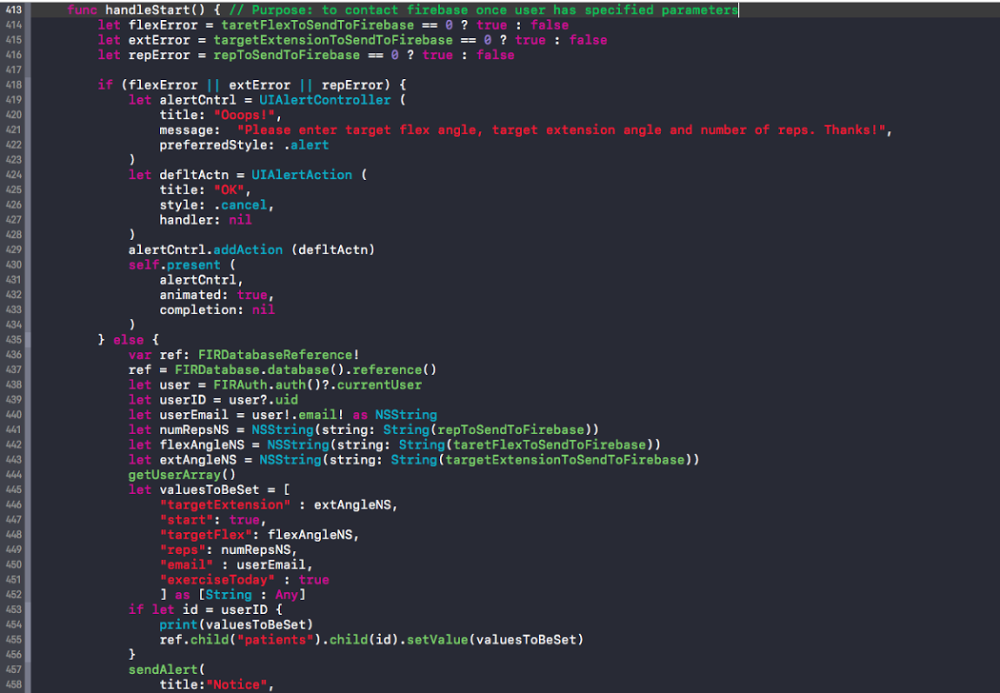 413 func handleStart() { // Purpose: to contact firebase once user has specified parameters
414 let flexError = taretFlexToSendToFirebase == 0 ? true : false
415 let extError = targetExtensionToSendToFirebase == 0 ? true : false
416 let repError = repToSendToFirebase == 0 ? true : false
417
418 if (flexError || extError || repError) {
419 let alertCntrl = UIAlertController (
420 title: "Ooops!",
421 message:  "Please enter target flex angle, target extension angle and number of reps. Thanks!",
422 preferredStyle: .alert
423 )
424 let defltActn = UIAlertAction (
425 title: "OK",
426 style: .cancel,
427 handler: nil
428 )
429 alertCntrl.addAction (defltActn)
430 self.present (
431 alertCntrl,
432 animated: true,
433 completion: nil
434 )
435 } else {
436 var ref: FIRDatabaseReference!
437 ref = FIRDatabase.database().reference()
438 let user = FIRAuth.auth()?.currentUser
439 let userID = user?.uid
440 let userEmail = user!.email! as NSString
441 let numRepsNS = NSString(string: String(repToSendToFirebase))
442 let flexAngleNS = NSString(string: String(taretFlexToSendToFirebase))
443 let extAngleNS = NSString(string: String(targetExtensionToSendToFirebase))
444 getUserArray()
445 let valuesToBeSet = [
446 "targetExtension" : extAngleNS,
447 "start": true,
448 "targetFlex": flexAngleNS,
449 "reps": numRepsNS,
450 "email" : userEmail,
451 "exerciseToday" : true
452 ] as [String : Any]
453 if let id = userID {
454 print(valuesToBeSet)
455 ref.child("patients").child(id).setValue(valuesToBeSet)
456 }
457 sendAlert(
458 title:"Notice",